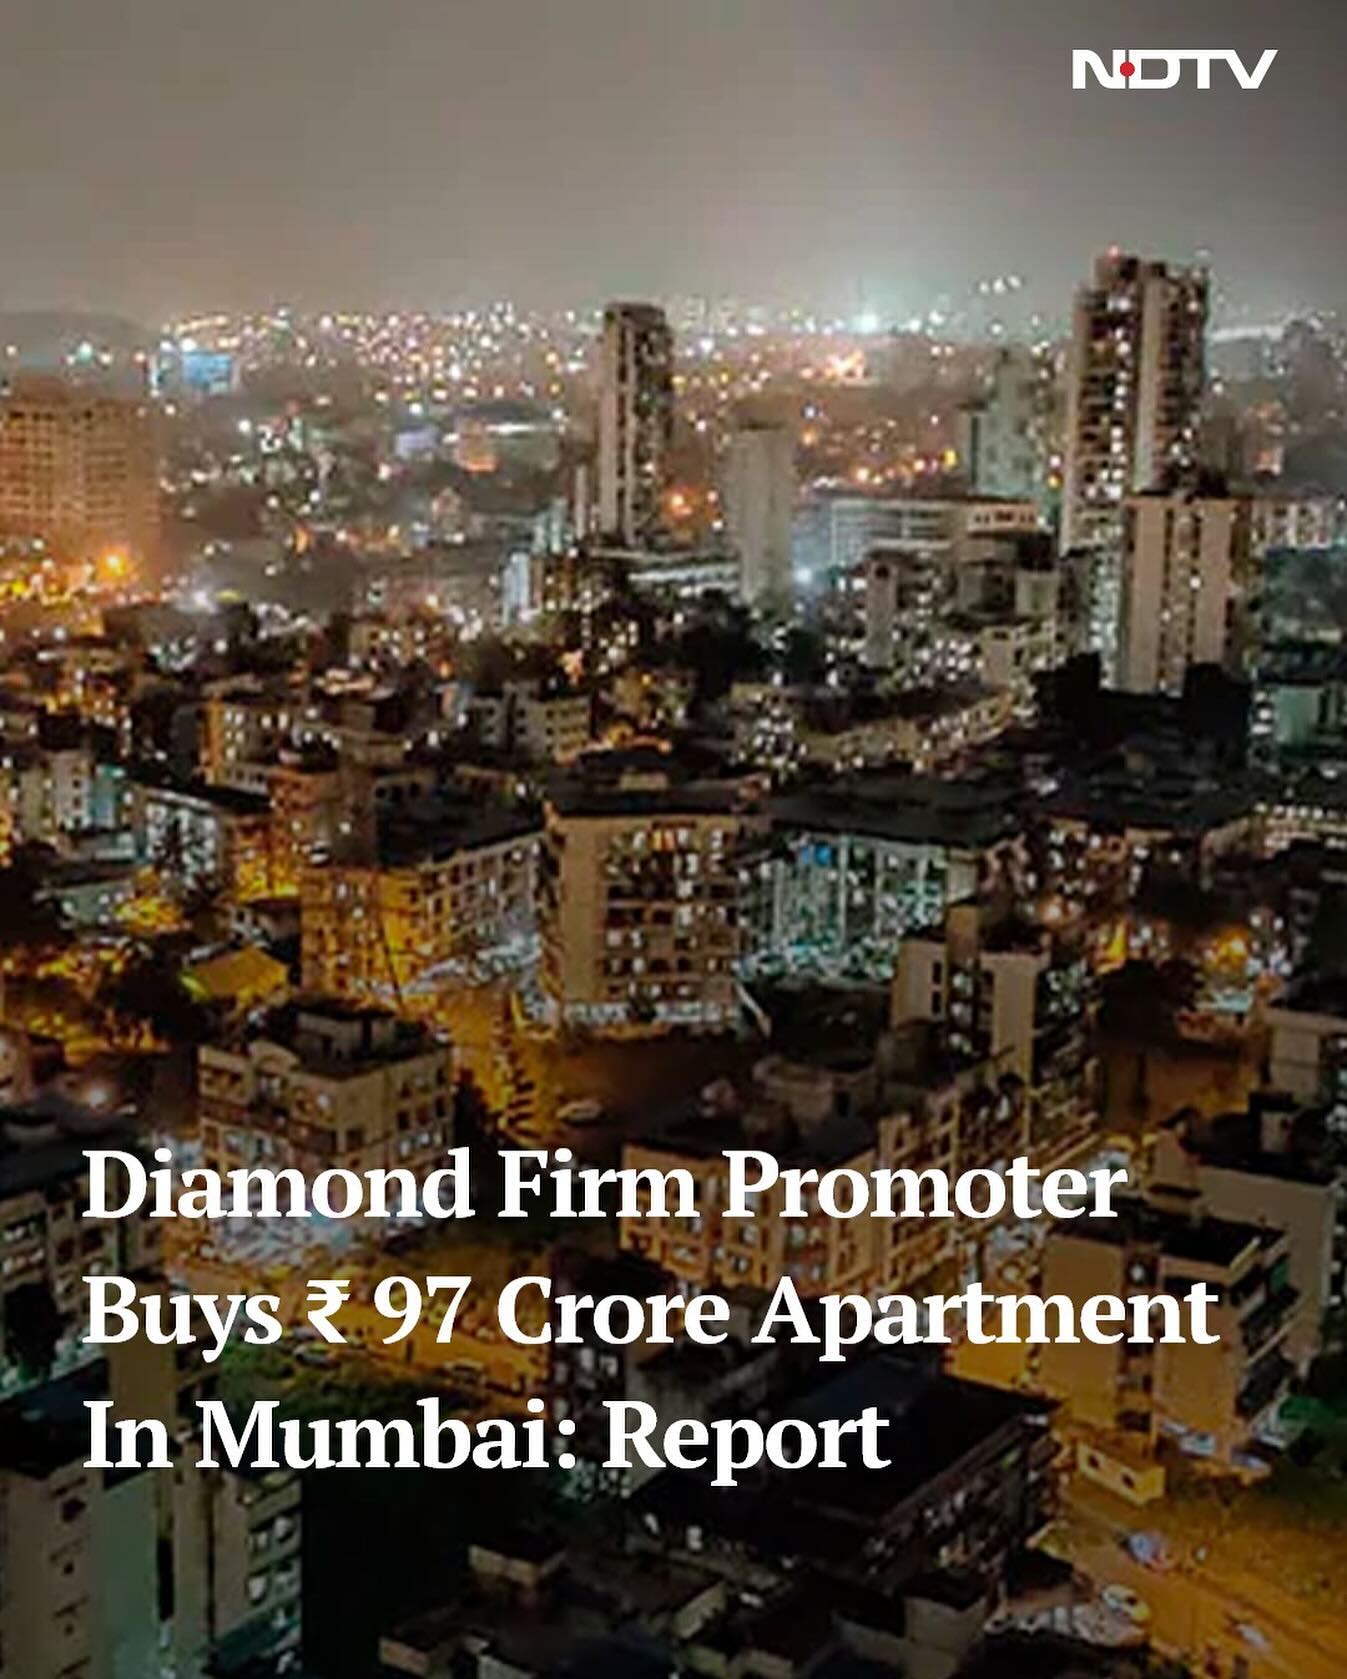 NDTV
Diamond Firm Promoter
Buys ₹ 97 Crore Apartment
In Mumbai: Report